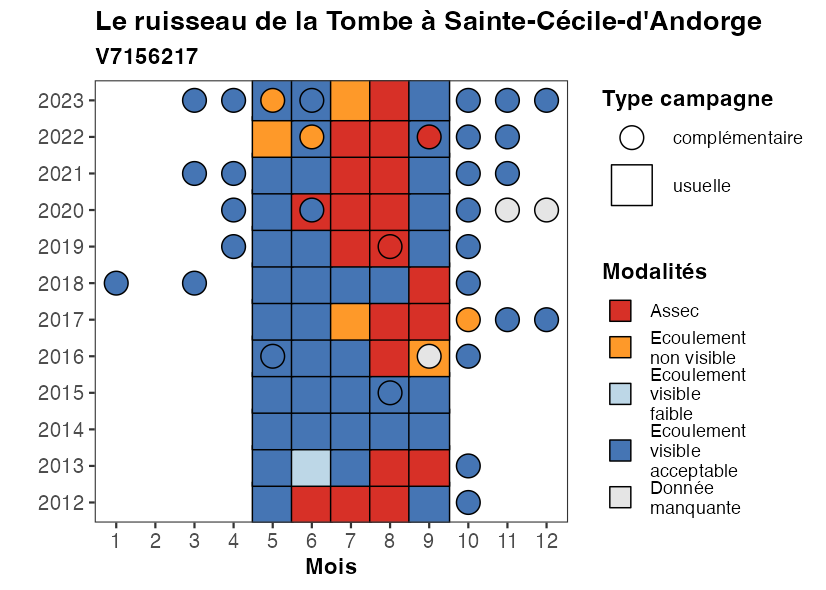 Le ruisseau de la Tombe à Sainte-Cécile-d'Andorge
V7156217
2023
2022
2021
2020
2019
2018
2017
2016
2015
2014
2013
2012
1 2 3 4 5 6 7 8 9 10 11 12
Mois
Type campagne
complémentaire
usuelle
Modalités
Assec
Ecoulement
non visible
Ecoulement
visible
faible
Ecoulement
visible
acceptable
Donnée
manquante